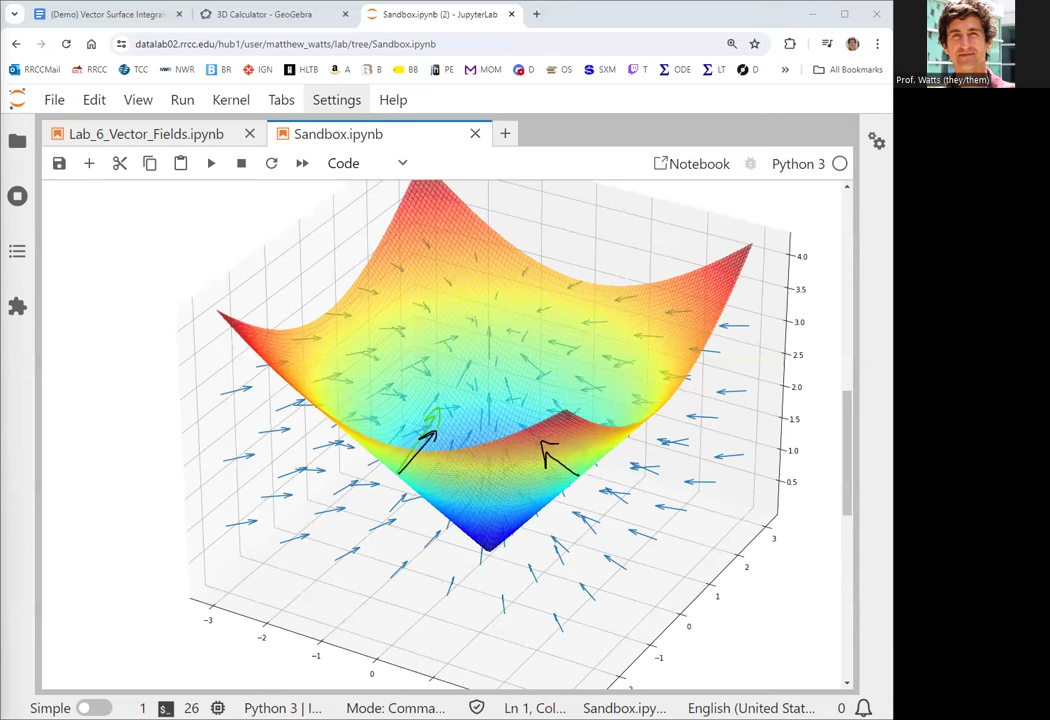 (Demo) Vector Surface Integrals
3D Calculator - GeoGebra
Sandbox.ipynb (2) - JupyterLab
datalab02.rrcc.edu/hub1/user/matthew_watts/lab/tree/Sandbox.ipynb
RRCCMail
RRCC
TCC
NWR
BR
IGN
HLTB
A
B
BB
PE
MOM
D
OS
SXM
T
ODE
LT
D
All Bookmarks
Prof. Watts (they/them)
File Edit View Run Kernel Tabs Settings Help
Lab_6_Vector_Fields.ipynb
Sandbox.ipynb
Code
Notebook
Python 3
4.0
3.5
3.0
2.5
2.0
1.5
1.0
0.5
3
2
1
0
−1
−3
−2
−1
0
Simple
1
26
Python 3 | I...
Mode: Comma...
Ln 1, Col...
Sandbox.ipy...
English (United Stat...
0